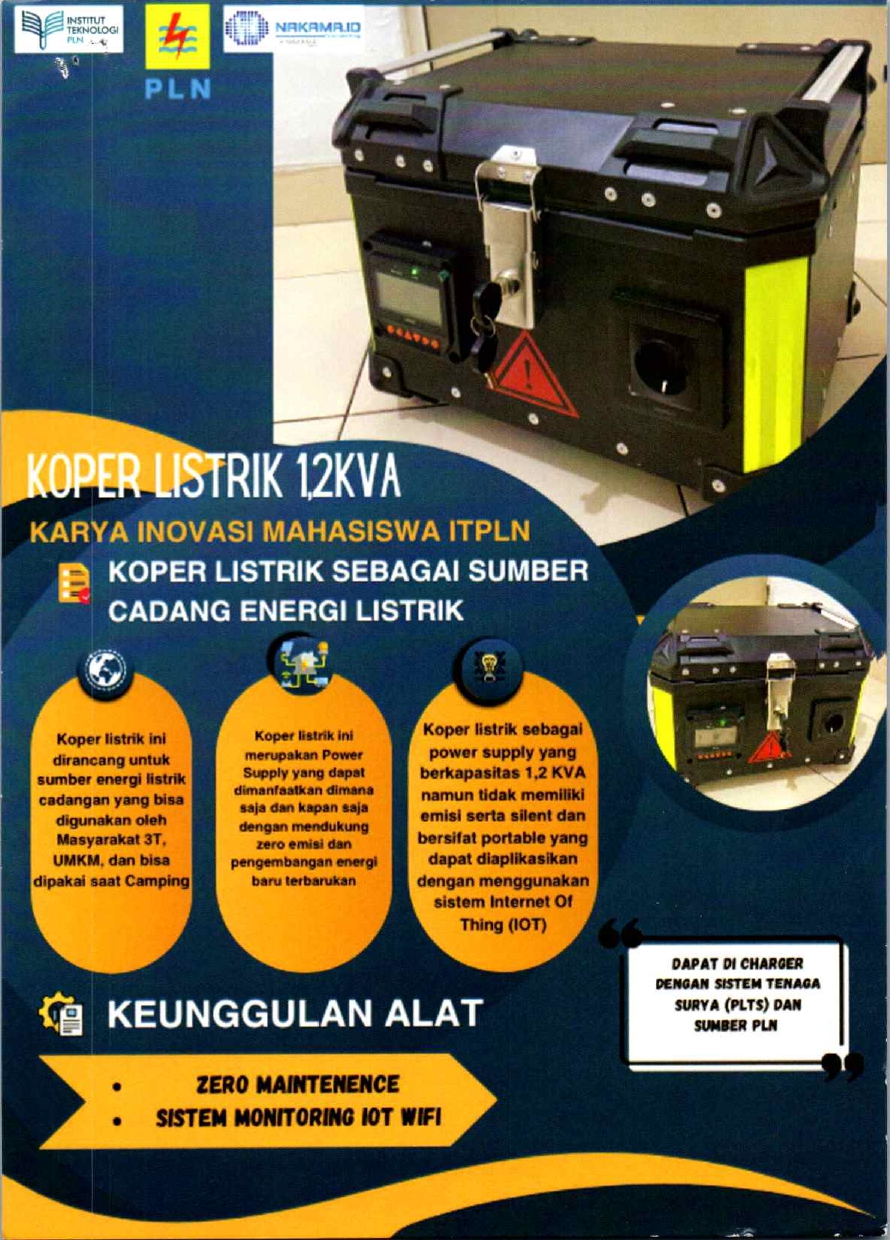 INSTITUT
TEKNOLOGI
PLN
PLN
NAKAMA.ID
KOPER LISTRIK 1,2KVA
KARYA INOVASI MAHASISWA ITPLN
KOPER LISTRIK SEBAGAI SUMBER
CADANG ENERGI LISTRIK
Koper listrik ini
dirancang untuk
sumber energi listrik
cadangan yang bisa
digunakan oleh
Masyarakat 3T,
UMKM, dan bisa
dipakai saat Camping
Koper listrik ini
merupakan Power
Supply yang dapat
dimanfaatkan dimana
saja dan kapan saja
dengan mendukung
zero emisi dan
pengembangan energi
baru terbarukan
Koper listrik sebagai
power supply yang
berkapasitas 1,2 KVA
namun tidak memiliki
emisi serta silent dan
bersifat portable yang
dapat diaplikasikan
dengan menggunakan
sistem Internet Of
Thing (IOT)
DAPAT DI CHARGER
DENGAN SISTEM TENAGA
SURYA (PLTS) DAN
SUMBER PLN
KEUNGGULAN ALAT
• ZERO MAINTENENCE
• SISTEM MONITORING IOT WIFI